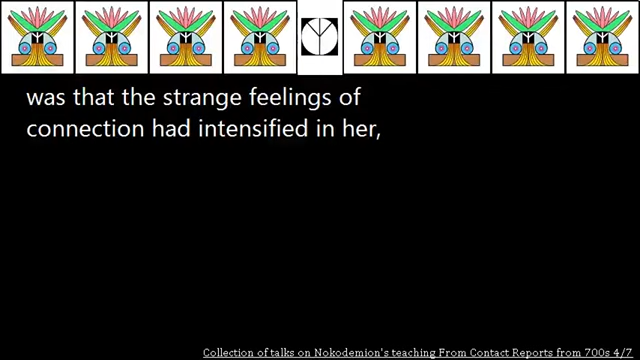 was that the strange feelings of
connection had intensified in her,
Collection of talks on Nokodemion's teaching From Contact Reports from 700s 4/7